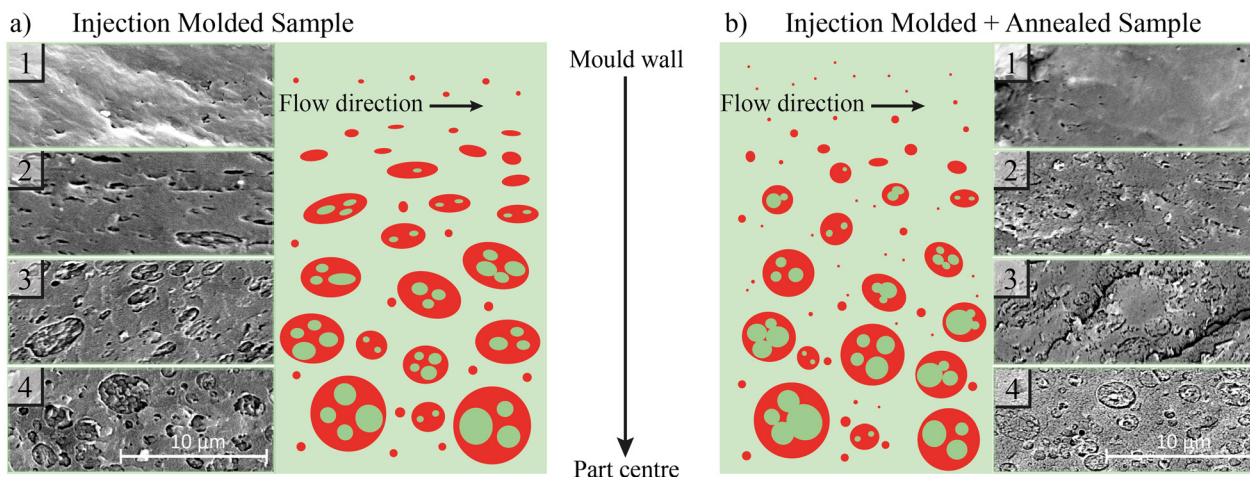 a) Injection Molded Sample
1
2
3
4
10 µm
Flow direction
Mould wall
Part centre
b) Injection Molded + Annealed Sample
Flow direction
1
2
3
4
10 µm